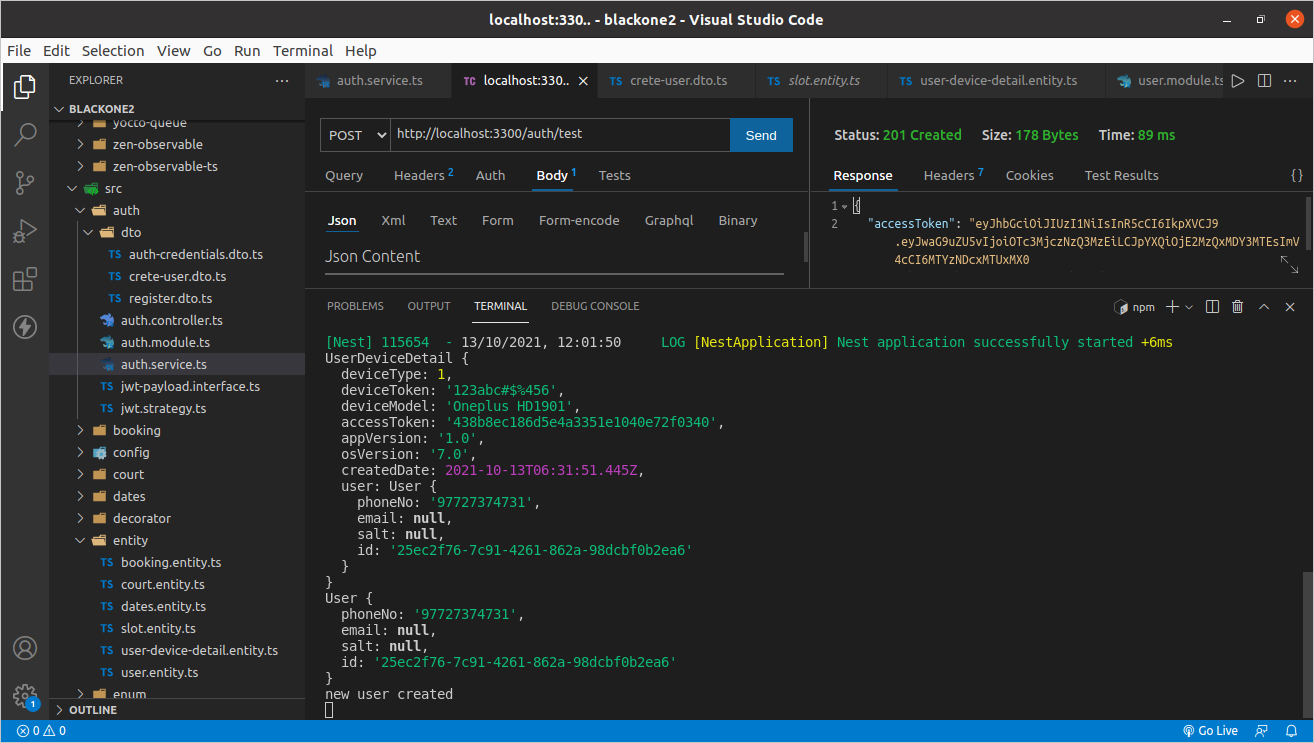 localhost:330.. - blackone2 - Visual Studio Code
File Edit Selection View Go Run Terminal Help
EXPLORER
BLACKONE2
yocto-queue
zen-observable
zen-observable-ts
src
auth
dto
TS auth-credentials.dto.ts
TS crete-user.dto.ts
TS register.dto.ts
auth.controller.ts
auth.module.ts
auth.service.ts
TS jwt-payload.interface.ts
TS jwt.strategy.ts
booking
config
court
dates
decorator
entity
TS booking.entity.ts
TS court.entity.ts
TS dates.entity.ts
TS slot.entity.ts
TS user-device-detail.entity.ts
TS user.entity.ts
enum
OUTLINE
1
auth.service.ts TC localhost:330.. TS crete-user.dto.ts TS slot.entity.ts TS user-device-detail.entity.ts user.module.ts
POST http://localhost:3300/auth/test Send
Query Headers 2 Auth Body 1 Tests
Json Xml Text Form Form-encode Graphql Binary
Json Content
Status: 201 Created Size: 178 Bytes Time: 89 ms
Response Headers 7 Cookies Test Results {}
1 {
2 "accessToken": "eyJhbGciOiJIUzI1NiIsInR5cCI6IkpXVCJ9
.eyJwaG9uZU5vIjoiOTc3MjczNzQ3MzEiLCJpYXQiOjE2MzQxMDY3MTEsImV
4cCI6MTYzNDcxMTUxMX0
PROBLEMS OUTPUT TERMINAL DEBUG CONSOLE npm
[Nest] 115654 - 13/10/2021, 12:01:50 LOG [NestApplication] Nest application successfully started +6ms
UserDeviceDetail {
deviceType: 1,
deviceToken: '123abc#$%456',
deviceModel: 'Oneplus HD1901',
accessToken: '438b8ec186d5e4a3351e1040e72f0340',
appVersion: '1.0',
osVersion: '7.0',
createdDate: 2021-10-13T06:31:51.445Z,
user: User {
phoneNo: '97727374731',
email: null,
salt: null,
id: '25ec2f76-7c91-4261-862a-98dcbf0b2ea6'
}
}
User {
phoneNo: '97727374731',
email: null,
salt: null,
id: '25ec2f76-7c91-4261-862a-98dcbf0b2ea6'
}
new user created
0 0 Go Live